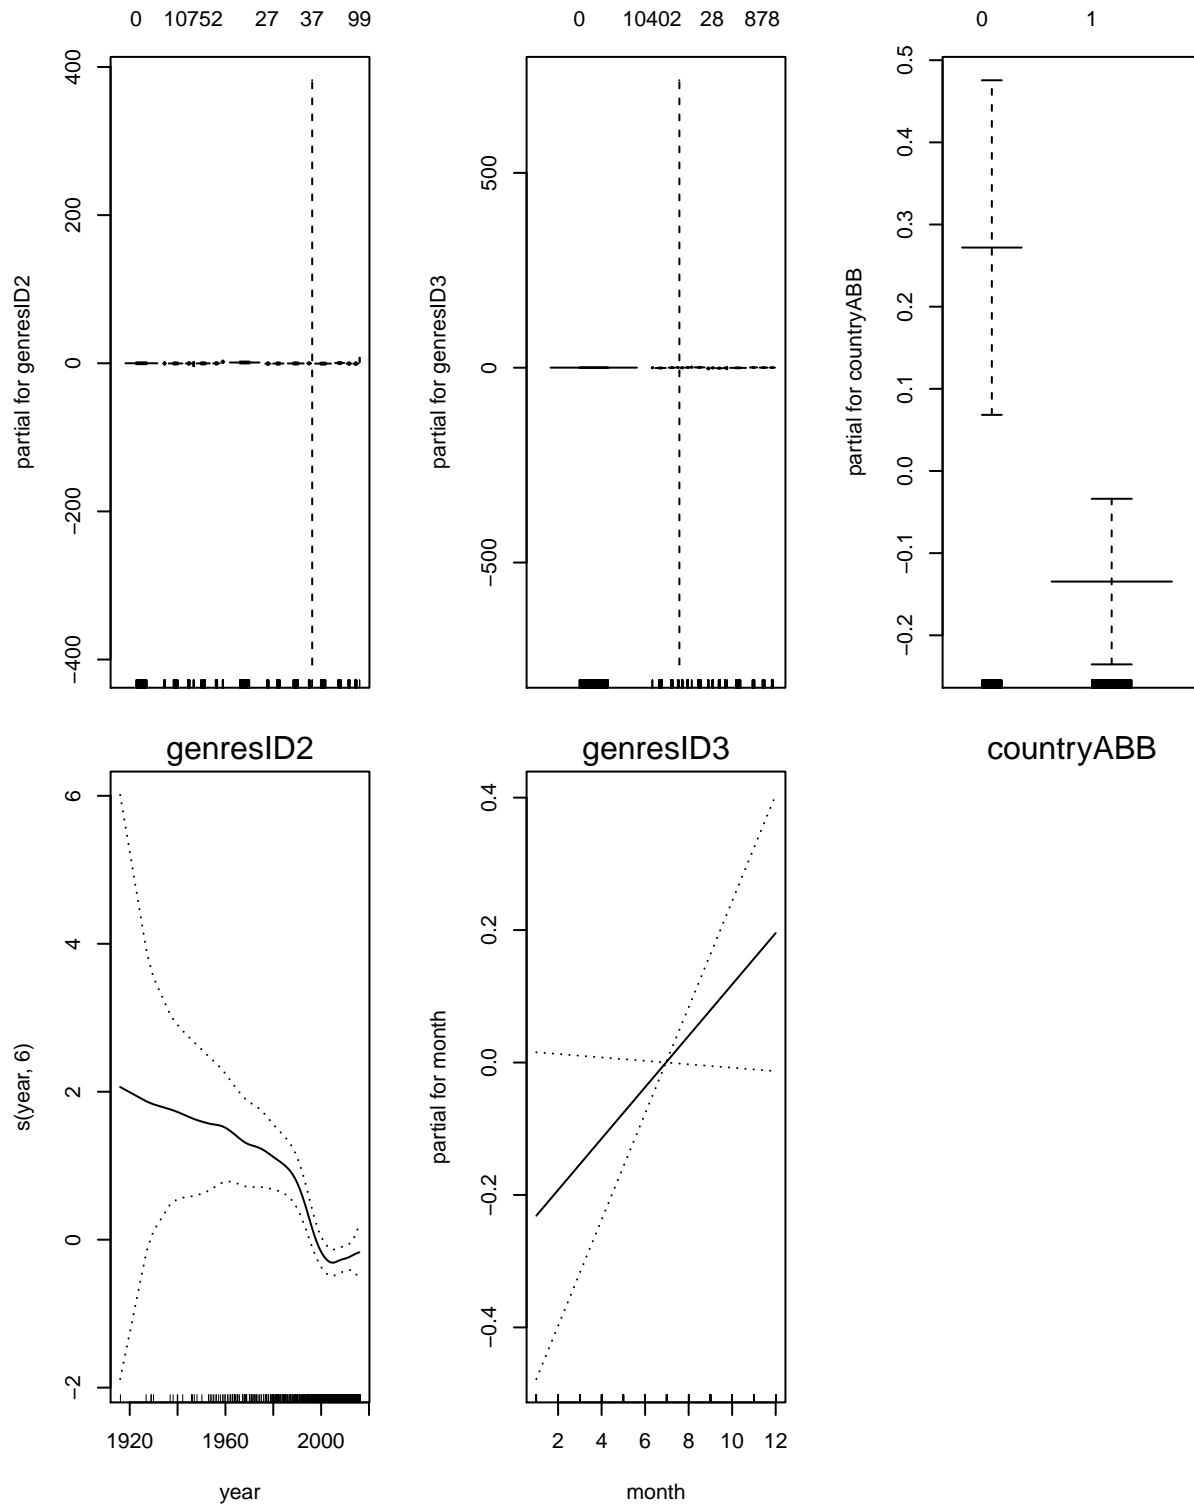 0 10752 27 37 99
400
200
0
−200
−400
partial for genresID2
genresID2
0 10402 28 878
500
0
−500
partial for genresID3
genresID3
0 1
0.5
0.4
0.3
0.2
0.1
0.0
−0.1
−0.2
partial for countryABB
countryABB
6
4
2
0
−2
s(year, 6)
1920 1960 2000
year
0.4
0.2
0.0
−0.2
−0.4
partial for month
2 4 6 8 10 12
month